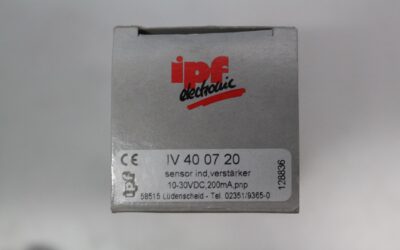 ipf
electronic
CE IV 40 07 20
sensor ind,verstärker
10-30VDC,200mA,pnp
ipf
58515 Lüdenscheid - Tel. 02351/9365-0
128836